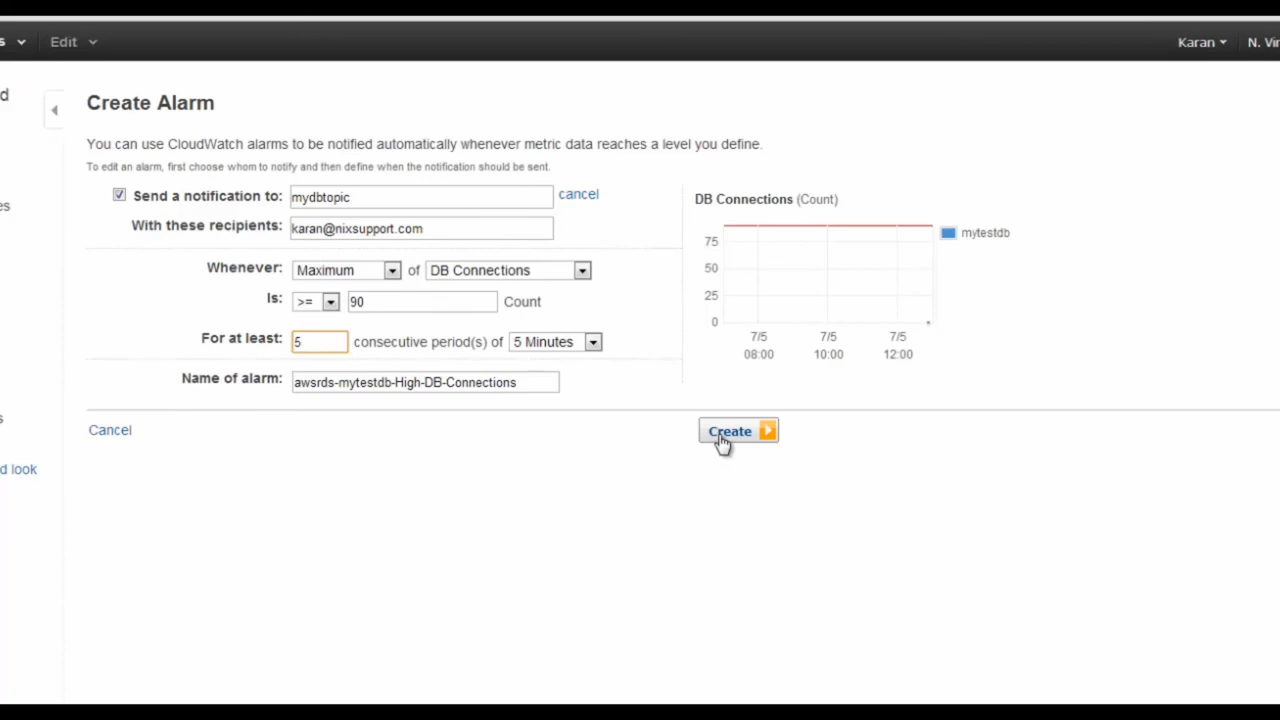 s Edit Karan N. Vir
d
Create Alarm
You can use CloudWatch alarms to be notified automatically whenever metric data reaches a level you define.
To edit an alarm, first choose whom to notify and then define when the notification should be sent.
Send a notification to: mydbtopic cancel
With these recipients: karan@nixsupport.com
Whenever: Maximum of DB Connections
Is: >= 90 Count
For at least: 5 consecutive period(s) of 5 Minutes
Name of alarm: awsrds-mytestdb-High-DB-Connections
DB Connections (Count)
75
50
25
0
7/5 7/5 7/5
08:00 10:00 12:00
mytestdb
es
s
d look
Cancel Create